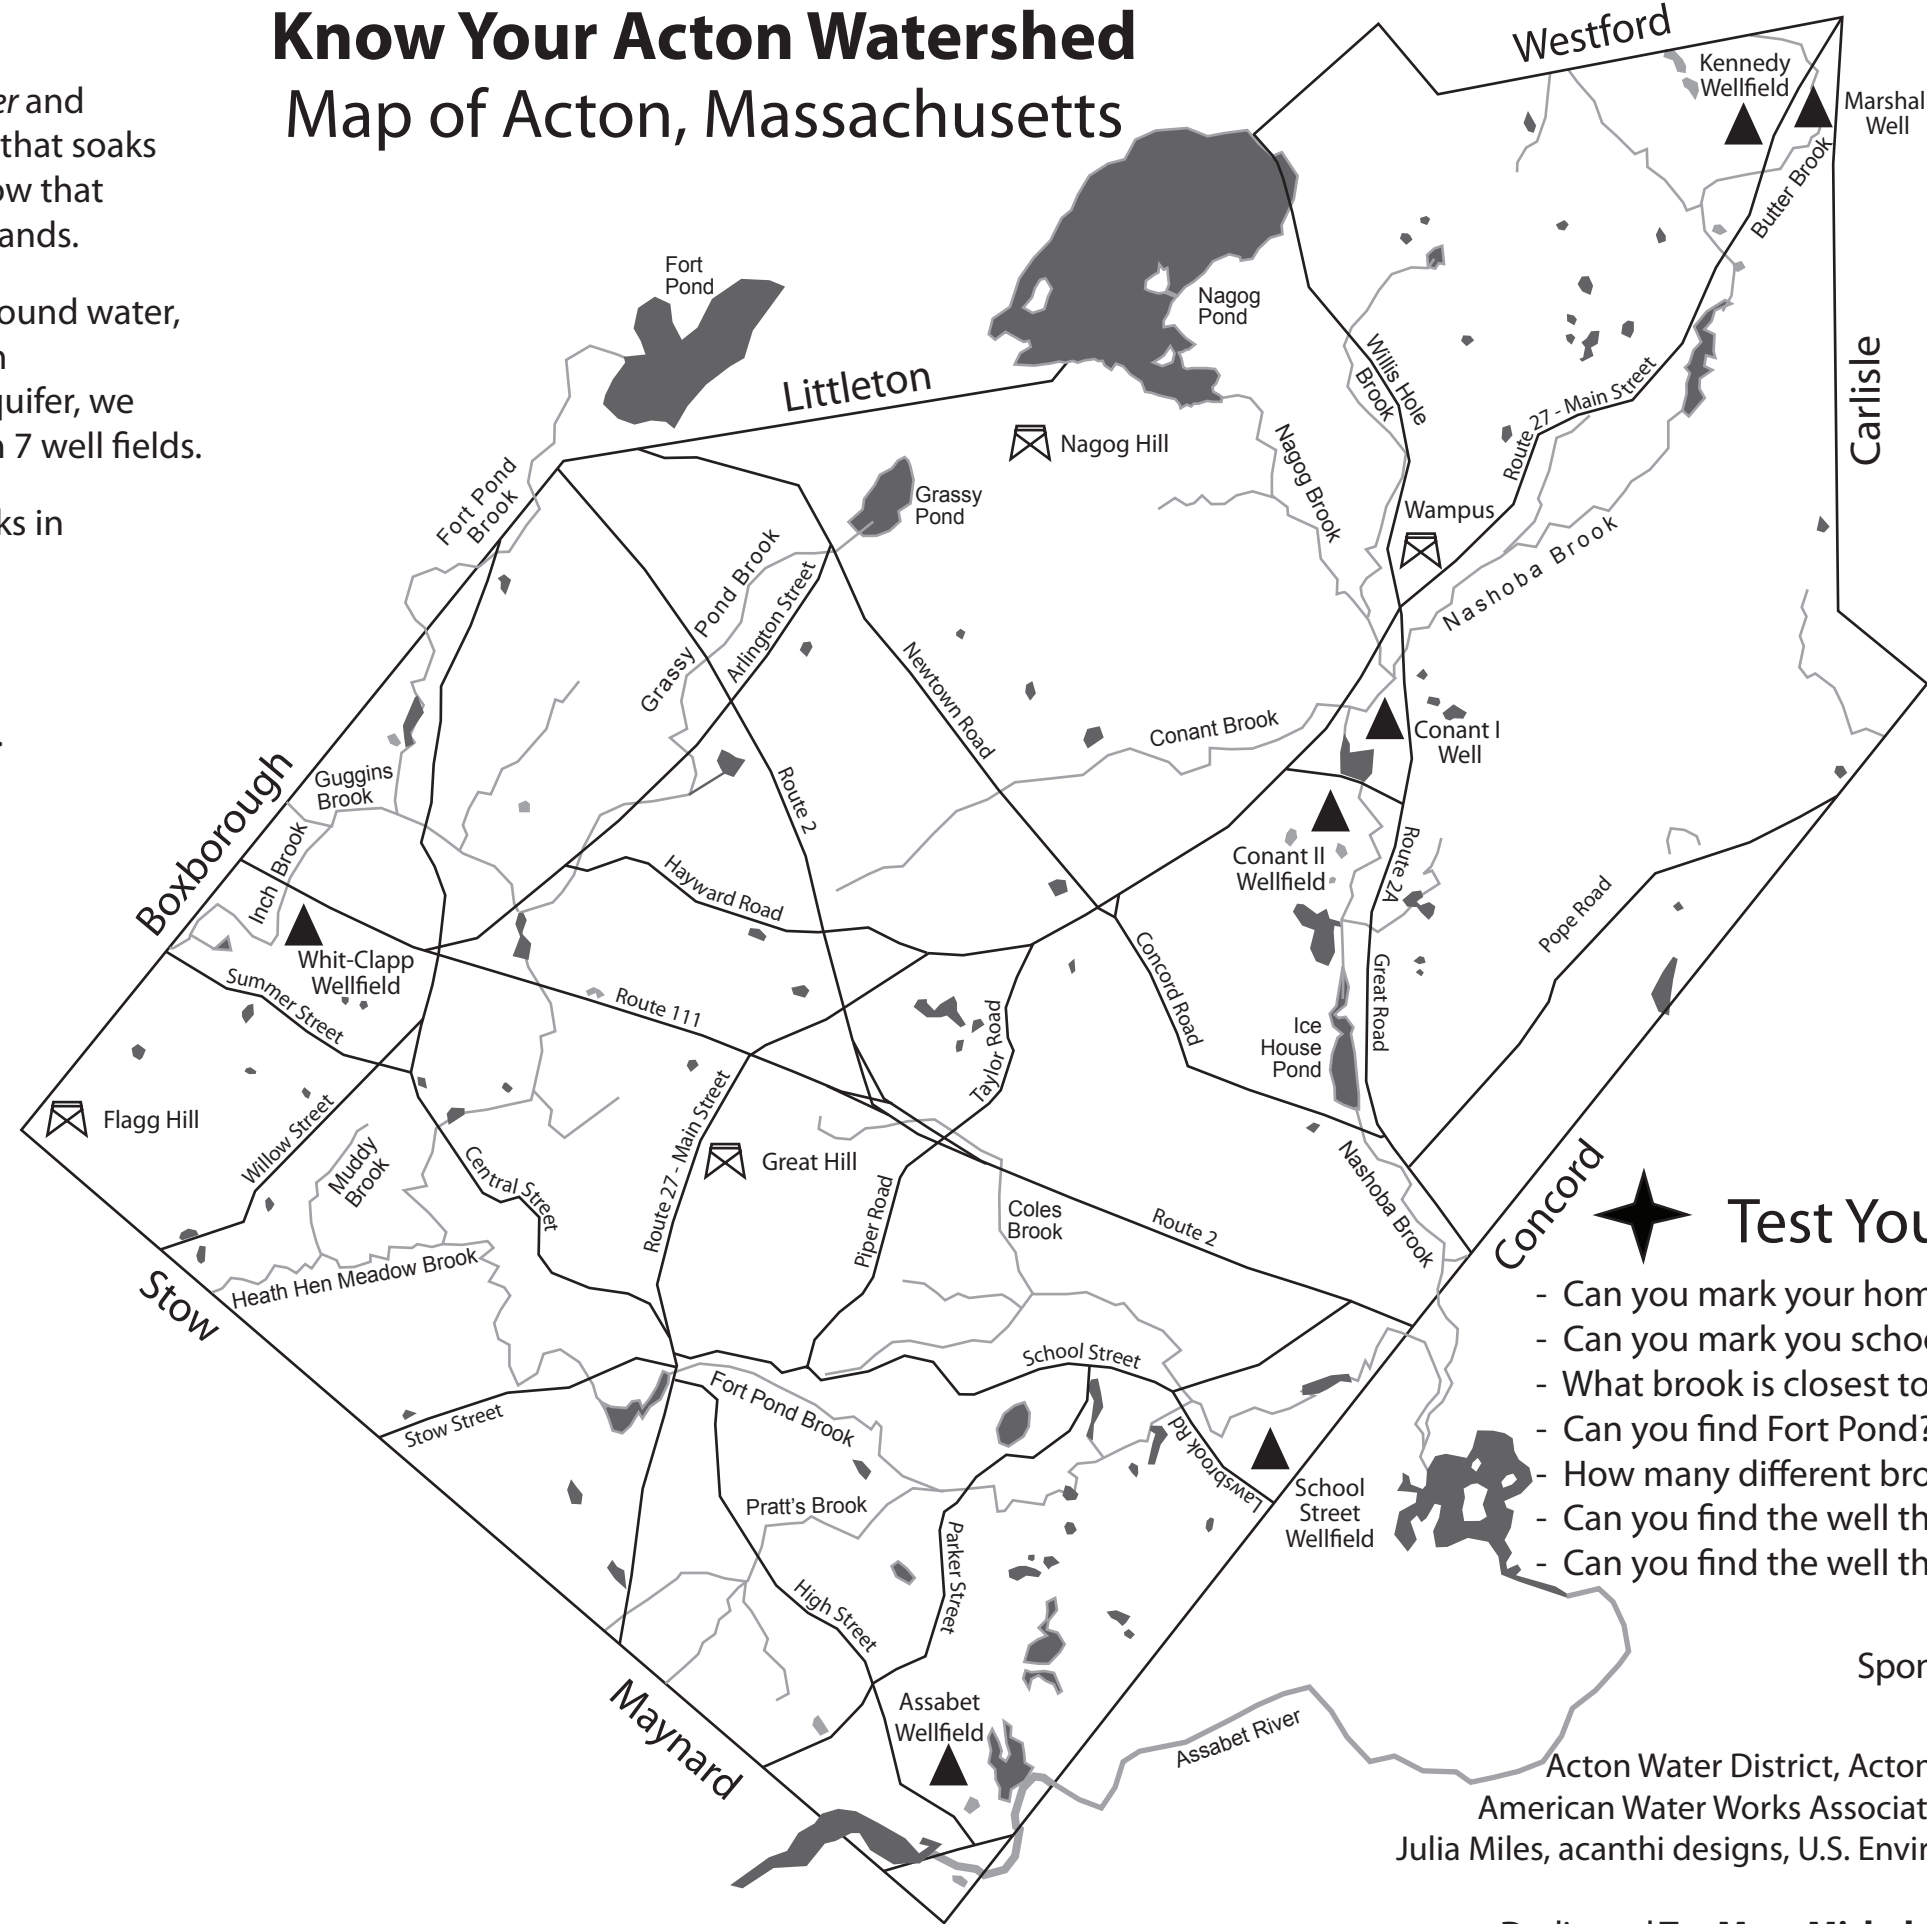 Know Your Acton Watershed
Map of Acton, Massachusetts
er and
that soaks
ow that
ands.
ound water,
quifer, we
7 well fields.
ks in
Westford
Kennedy
Wellfield
Marshal
Well
Butter Brook
Fort
Pond
Nagog
Pond
Littleton
Willis Hole
Brook
Route 27 - Main Street
Carlisle
Nagog Hill
Nagog Brook
Grassy
Pond
Fort Pond
Brook
Wampus
Nashoba Brook
Grassy Pond Brook
Arlington Street
Newtown Road
Conant Brook
Conant I
Well
Boxborough
Guggins
Brook
Route 2
Inch Brook
Hayward Road
Conant II
Wellfield
Route 2A
Pope Road
Whit-Clapp
Wellfield
Summer Street
Route 111
Taylor Road
Concord Road
Great Road
Ice
House
Pond
Flagg Hill
Willow Street
Muddy
Brook
Central Street
Route 27 - Main Street
Great Hill
Piper Road
Coles
Brook
Route 2
Nashoba Brook
Concord
Test You
Stow
Heath Hen Meadow Brook
- Can you mark your hom
- Can you mark you schoo
- What brook is closest to
- Can you find Fort Pond?
- How many different bro
- Can you find the well th
- Can you find the well th
School Street
Stow Street
Fort Pond Brook
Lawsbrook Rd
School
Street
Wellfield
Pratt's Brook
Parker Street
High Street
Maynard
Assabet
Wellfield
Assabet River
Spon
Acton Water District, Acton
American Water Works Associat
Julia Miles, acanthi designs, U.S. Envir